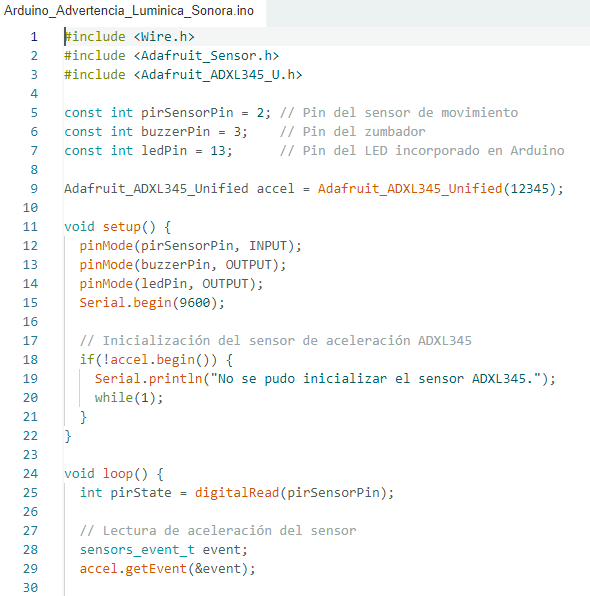 Arduino_Advertencia_Luminica_Sonora.ino
1 #include <Wire.h>
2 #include <Adafruit_Sensor.h>
3 #include <Adafruit_ADXL345_U.h>
4
5 const int pirSensorPin = 2; // Pin del sensor de movimiento
6 const int buzzerPin = 3;    // Pin del zumbador
7 const int ledPin = 13;      // Pin del LED incorporado en Arduino
8
9 Adafruit_ADXL345_Unified accel = Adafruit_ADXL345_Unified(12345);
10
11 void setup() {
12   pinMode(pirSensorPin, INPUT);
13   pinMode(buzzerPin, OUTPUT);
14   pinMode(ledPin, OUTPUT);
15   Serial.begin(9600);
16
17   // Inicialización del sensor de aceleración ADXL345
18   if(!accel.begin()) {
19     Serial.println("No se pudo inicializar el sensor ADXL345.");
20     while(1);
21   }
22 }
23
24 void loop() {
25   int pirState = digitalRead(pirSensorPin);
26
27   // Lectura de aceleración del sensor
28   sensors_event_t event;
29   accel.getEvent(&event);
30